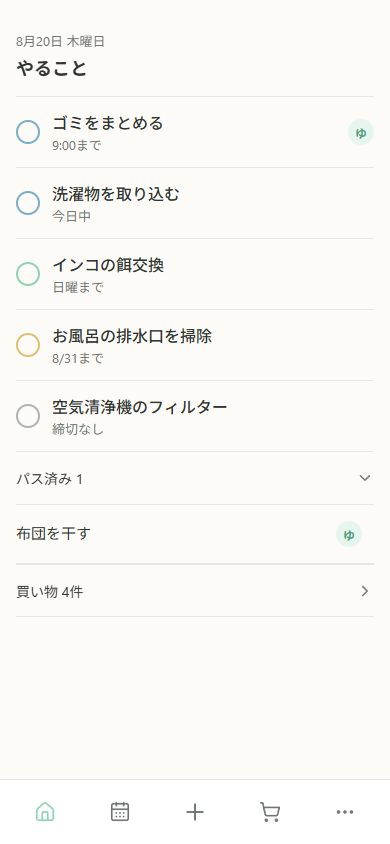 8月20日 木曜日
やること
ゴミをまとめる
9:00まで
ゆ
洗濯物を取り込む
今日中
インコの餌交換
日曜まで
お風呂の排水口を掃除
8/31まで
空気清浄機のフィルター
締切なし
パス済み 1
布団を干す
ゆ
買い物 4件